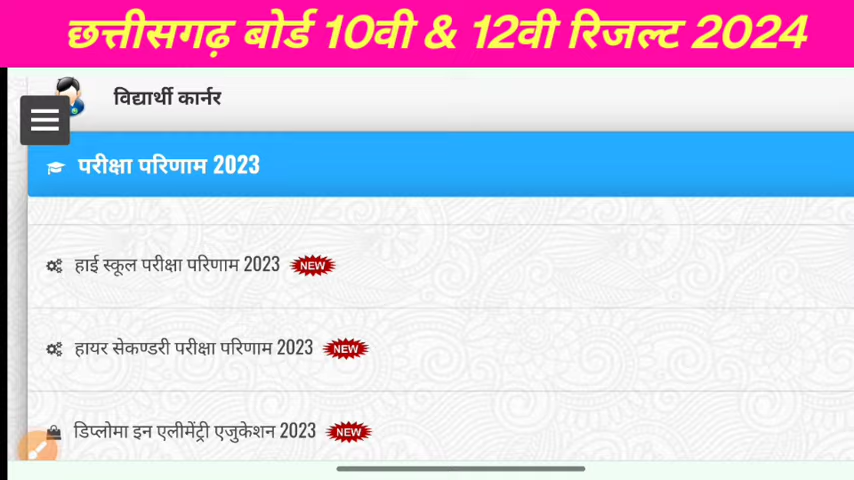 छत्तीसगढ़ बोर्ड 10वी & 12वी रिजल्ट 2024
विद्यार्थी कार्नर
परीक्षा परिणाम 2023
हाई स्कूल परीक्षा परिणाम 2023 NEW
हायर सेकण्डरी परीक्षा परिणाम 2023 NEW
डिप्लोमा इन एलीमेंट्री एजुकेशन 2023 NEW